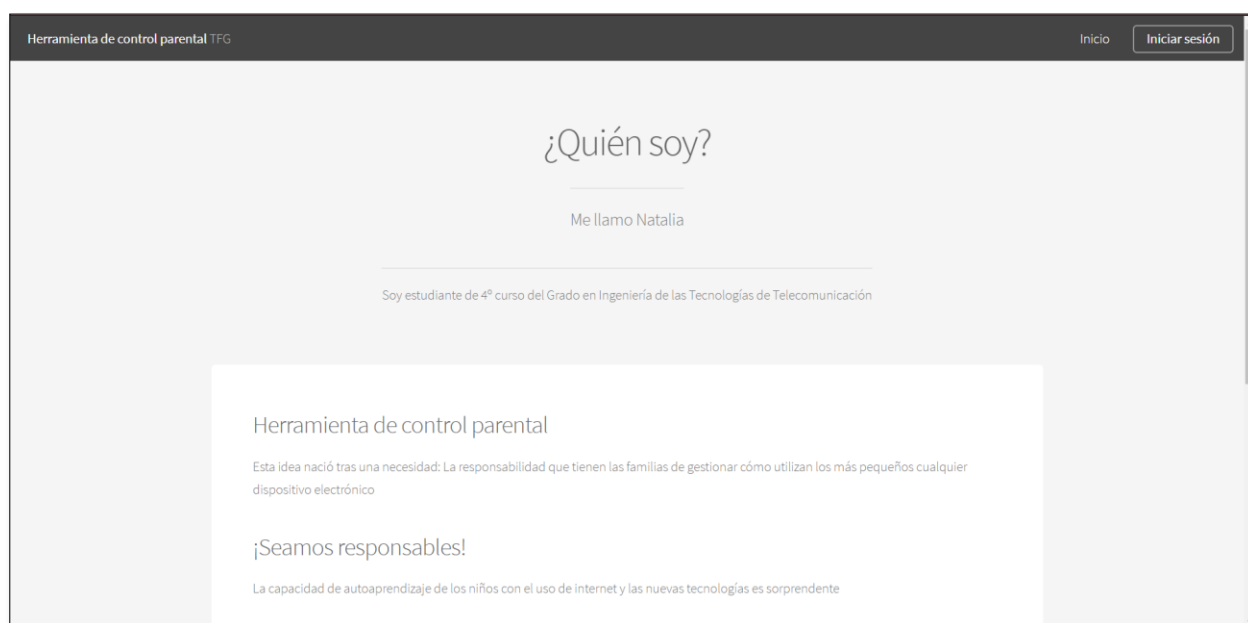 Herramienta de control parental TFG
Inicio
Iniciar sesión
¿Quién soy?
Me llamo Natalia
Soy estudiante de 4º curso del Grado en Ingeniería de las Tecnologías de Telecomunicación
Herramienta de control parental
Esta idea nació tras una necesidad: La responsabilidad que tienen las familias de gestionar cómo utilizan los más pequeños cualquier
dispositivo electrónico
¡Seamos responsables!
La capacidad de autoaprendizaje de los niños con el uso de internet y las nuevas tecnologías es sorprendente